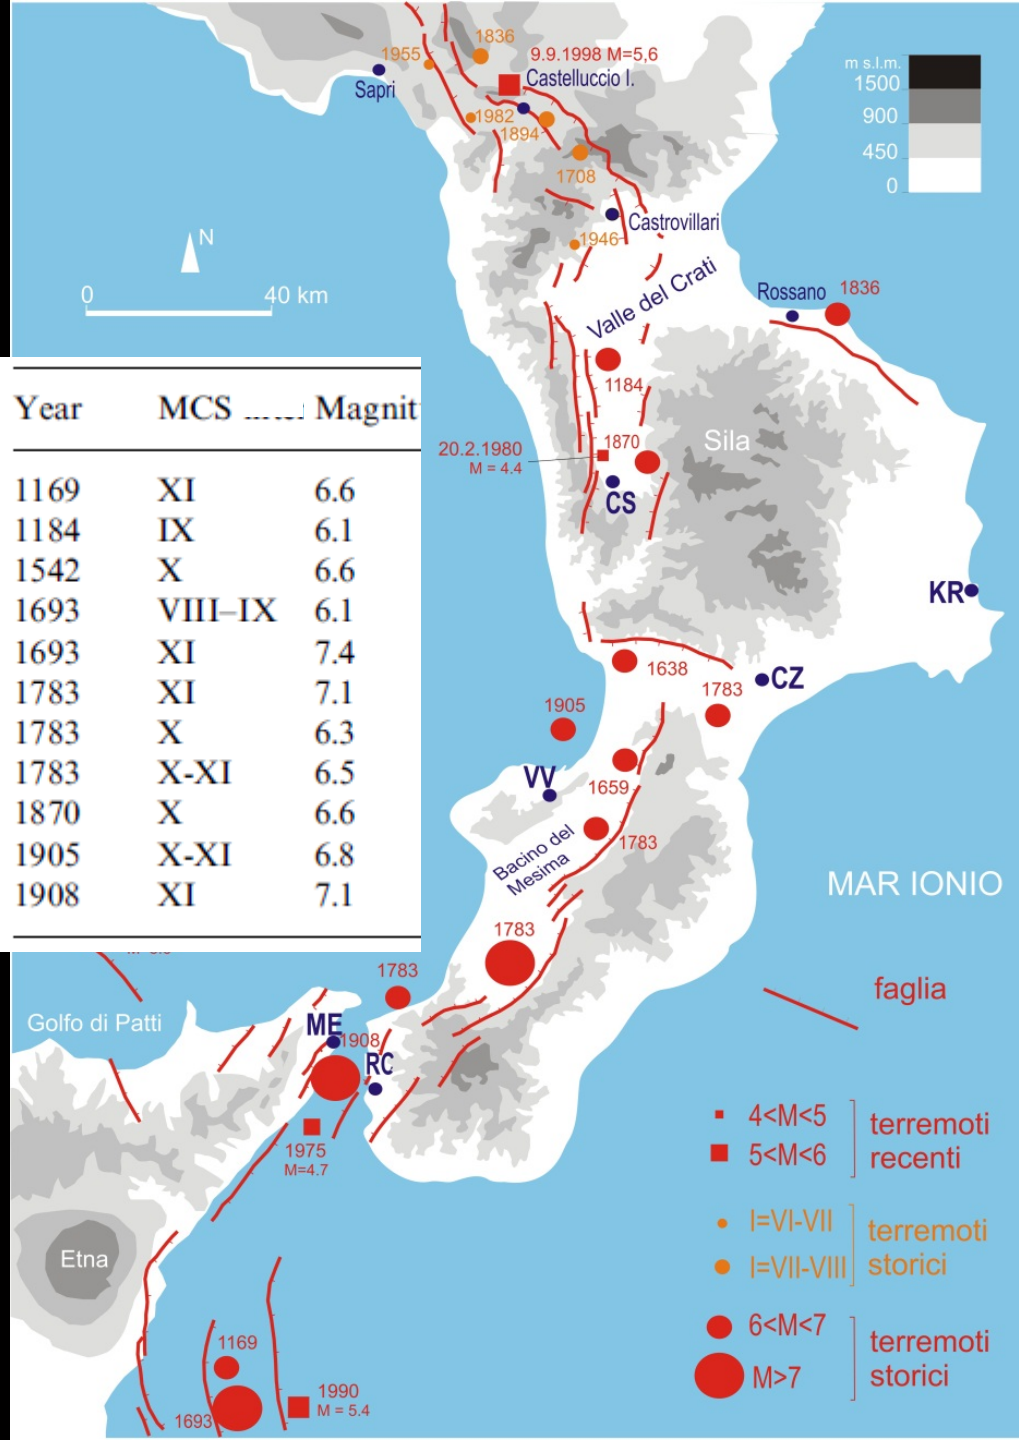 1836
1955
9.9.1998 M=5,6
Castelluccio I.
Sapri
1982
1894
1708
m s.l.m.
1500
900
450
0
Castrovillari
1946
N
0 40 km
Valle del Crati
Rossano
1836
1184
Year MCS Magnit
1169 XI 6.6
1184 IX 6.1
1542 X 6.6
1693 VIII–IX 6.1
1693 XI 7.4
1783 XI 7.1
1783 X 6.3
1783 X-XI 6.5
1870 X 6.6
1905 X-XI 6.8
1908 XI 7.1
20.2.1980
M = 4.4
1870
Sila
CS
KR
1638
CZ
1783
1905
1659
VV
1783
Bacino del
Mesima
MAR IONIO
1783
1783
faglia
Golfo di Patti
ME
1908
RC
1975
M=4.7
Etna
4<M<5
5<M<6
terremoti
recenti
I=VI-VII
I=VII-VIII
terremoti
storici
6<M<7
M>7
terremoti
storici
1169
1693
1990
M = 5.4